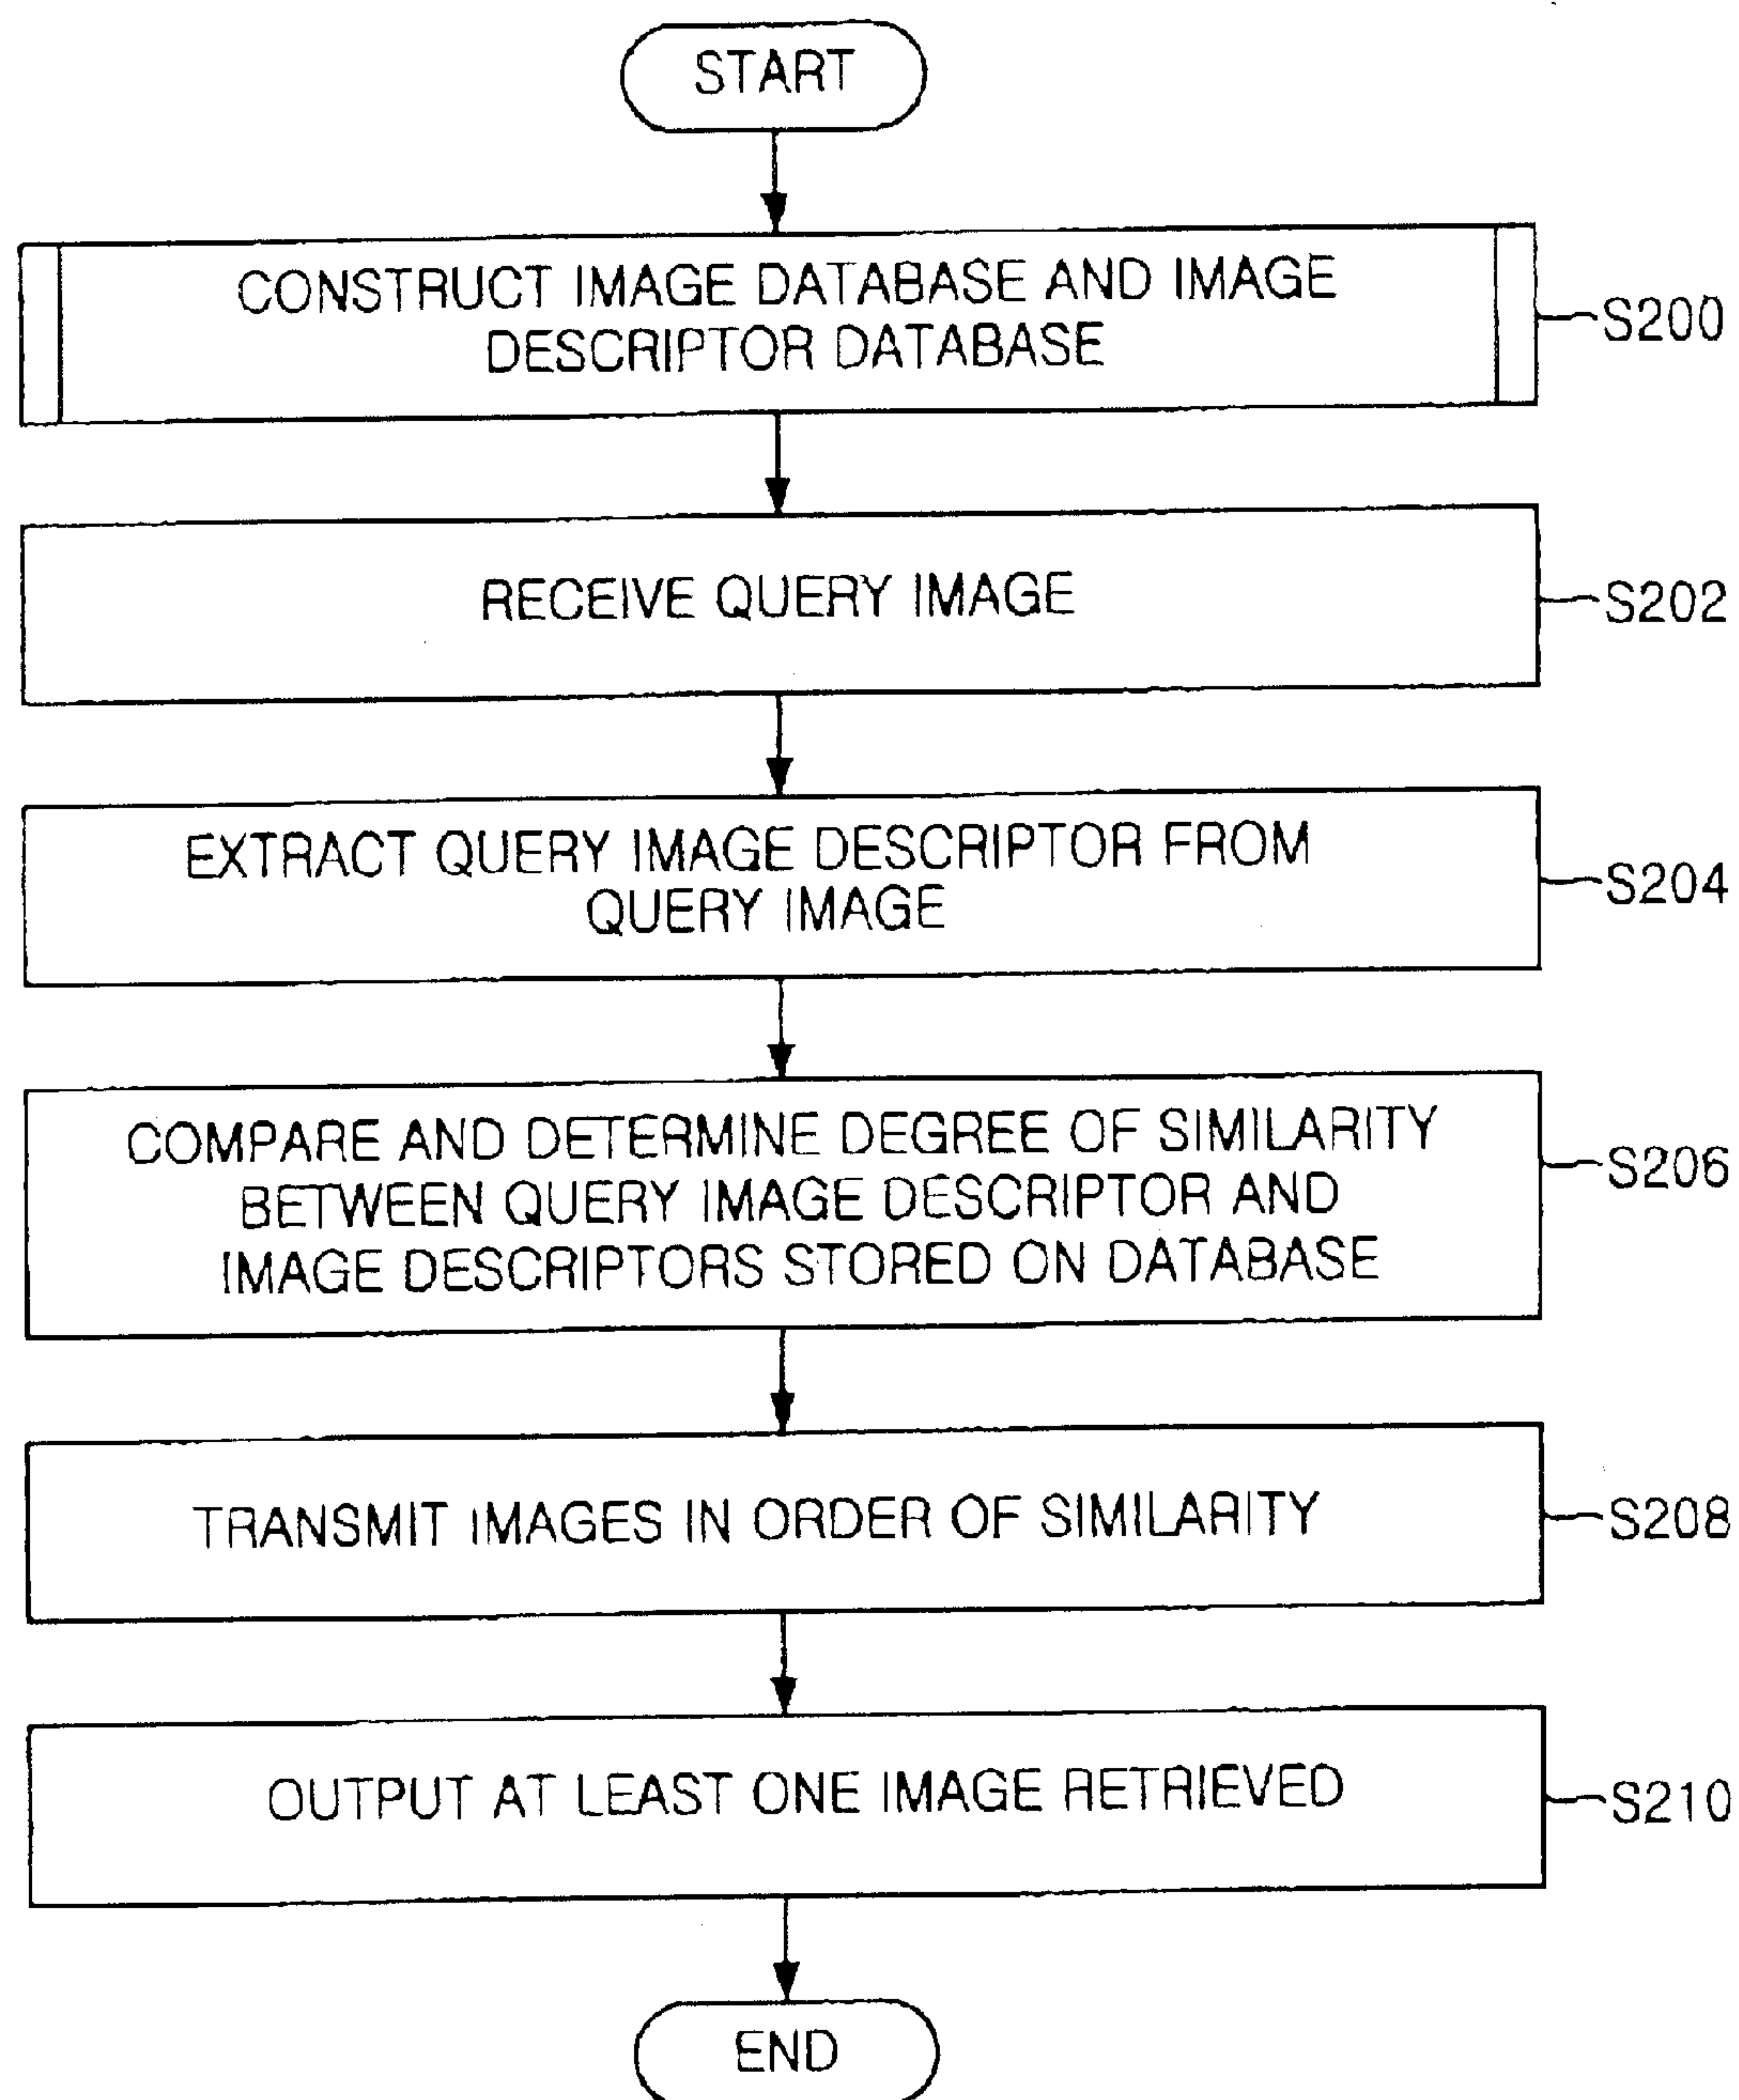 START
CONSTRUCT IMAGE DATABASE AND IMAGE
DESCRIPTOR DATABASE
S200
RECEIVE QUERY IMAGE
S202
EXTRACT QUERY IMAGE DESCRIPTOR FROM
QUERY IMAGE
S204
COMPARE AND DETERMINE DEGREE OF SIMILARITY
BETWEEN QUERY IMAGE DESCRIPTOR AND
IMAGE DESCRIPTORS STORED ON DATABASE
S206
TRANSMIT IMAGES IN ORDER OF SIMILARITY
S208
OUTPUT AT LEAST ONE IMAGE RETRIEVED
S210
END